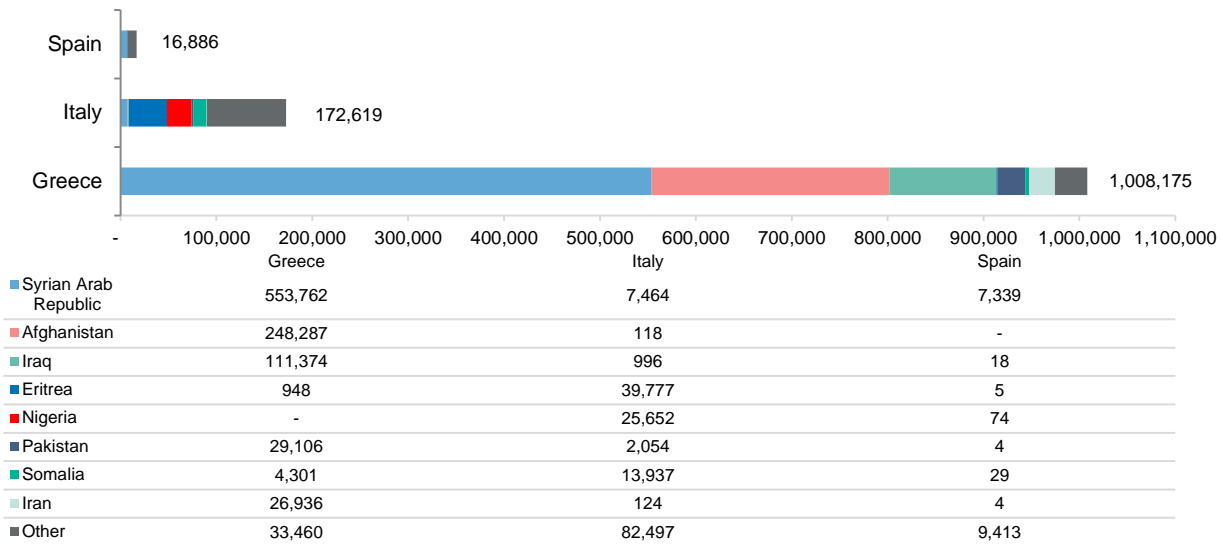 Spain 16,886
Italy 172,619
Greece 1,008,175
- 100,000 200,000 300,000 400,000 500,000 600,000 700,000 800,000 900,000 1,000,000 1,100,000
Greece Italy Spain
Syrian Arab
Republic 553,762 7,464 7,339
Afghanistan 248,287 118 -
Iraq 111,374 996 18
Eritrea 948 39,777 5
Nigeria - 25,652 74
Pakistan 29,106 2,054 4
Somalia 4,301 13,937 29
Iran 26,936 124 4
Other 33,460 82,497 9,413